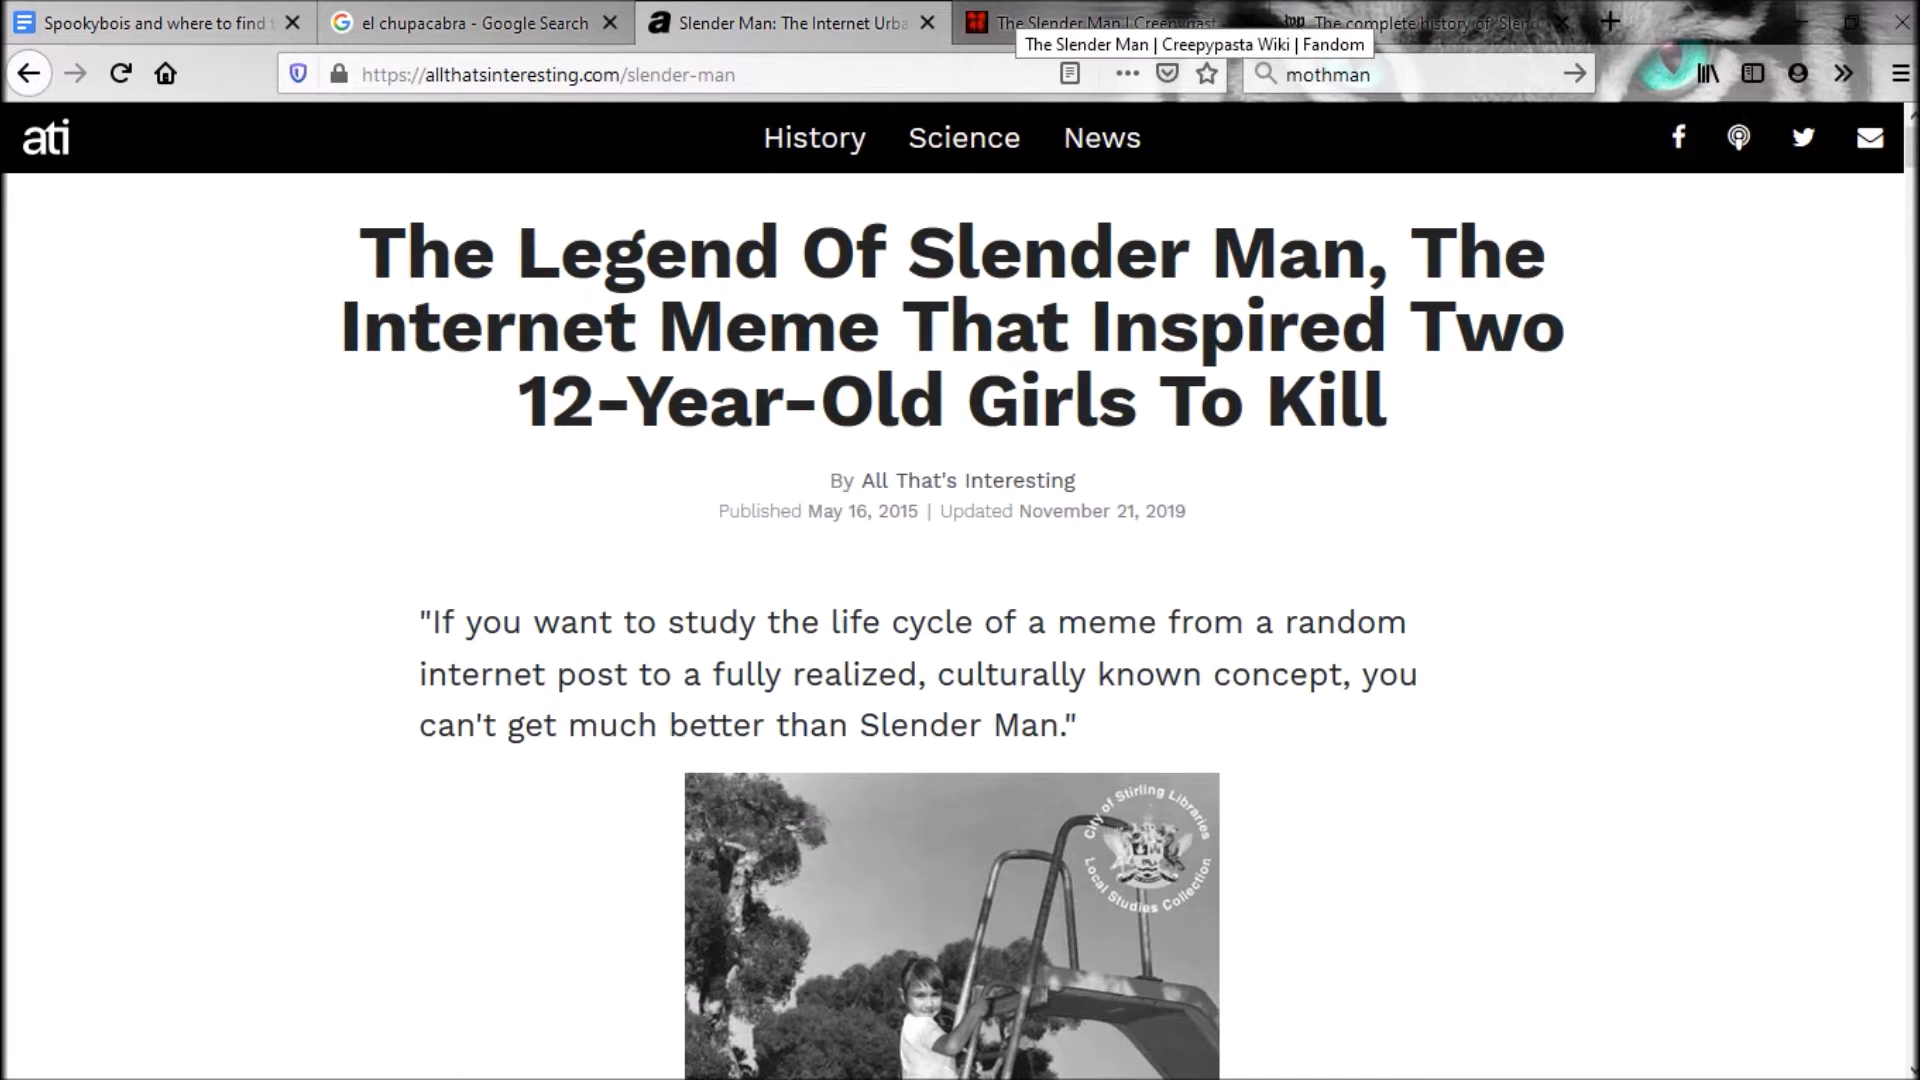 Spookybois and where to find t
el chupacabra - Google Search
Slender Man: The Internet Urba
The Slender Man | Creepypasta
The complete history of 'Slend
The Slender Man | Creepypasta Wiki | Fandom
https://allthatsinteresting.com/slender-man
mothman
ati
History
Science
News
The Legend Of Slender Man, The
Internet Meme That Inspired Two
12-Year-Old Girls To Kill
By All That's Interesting
Published May 16, 2015 | Updated November 21, 2019
"If you want to study the life cycle of a meme from a random
internet post to a fully realized, culturally known concept, you
can't get much better than Slender Man."
City of Stirling Libraries
Local Studies Collection